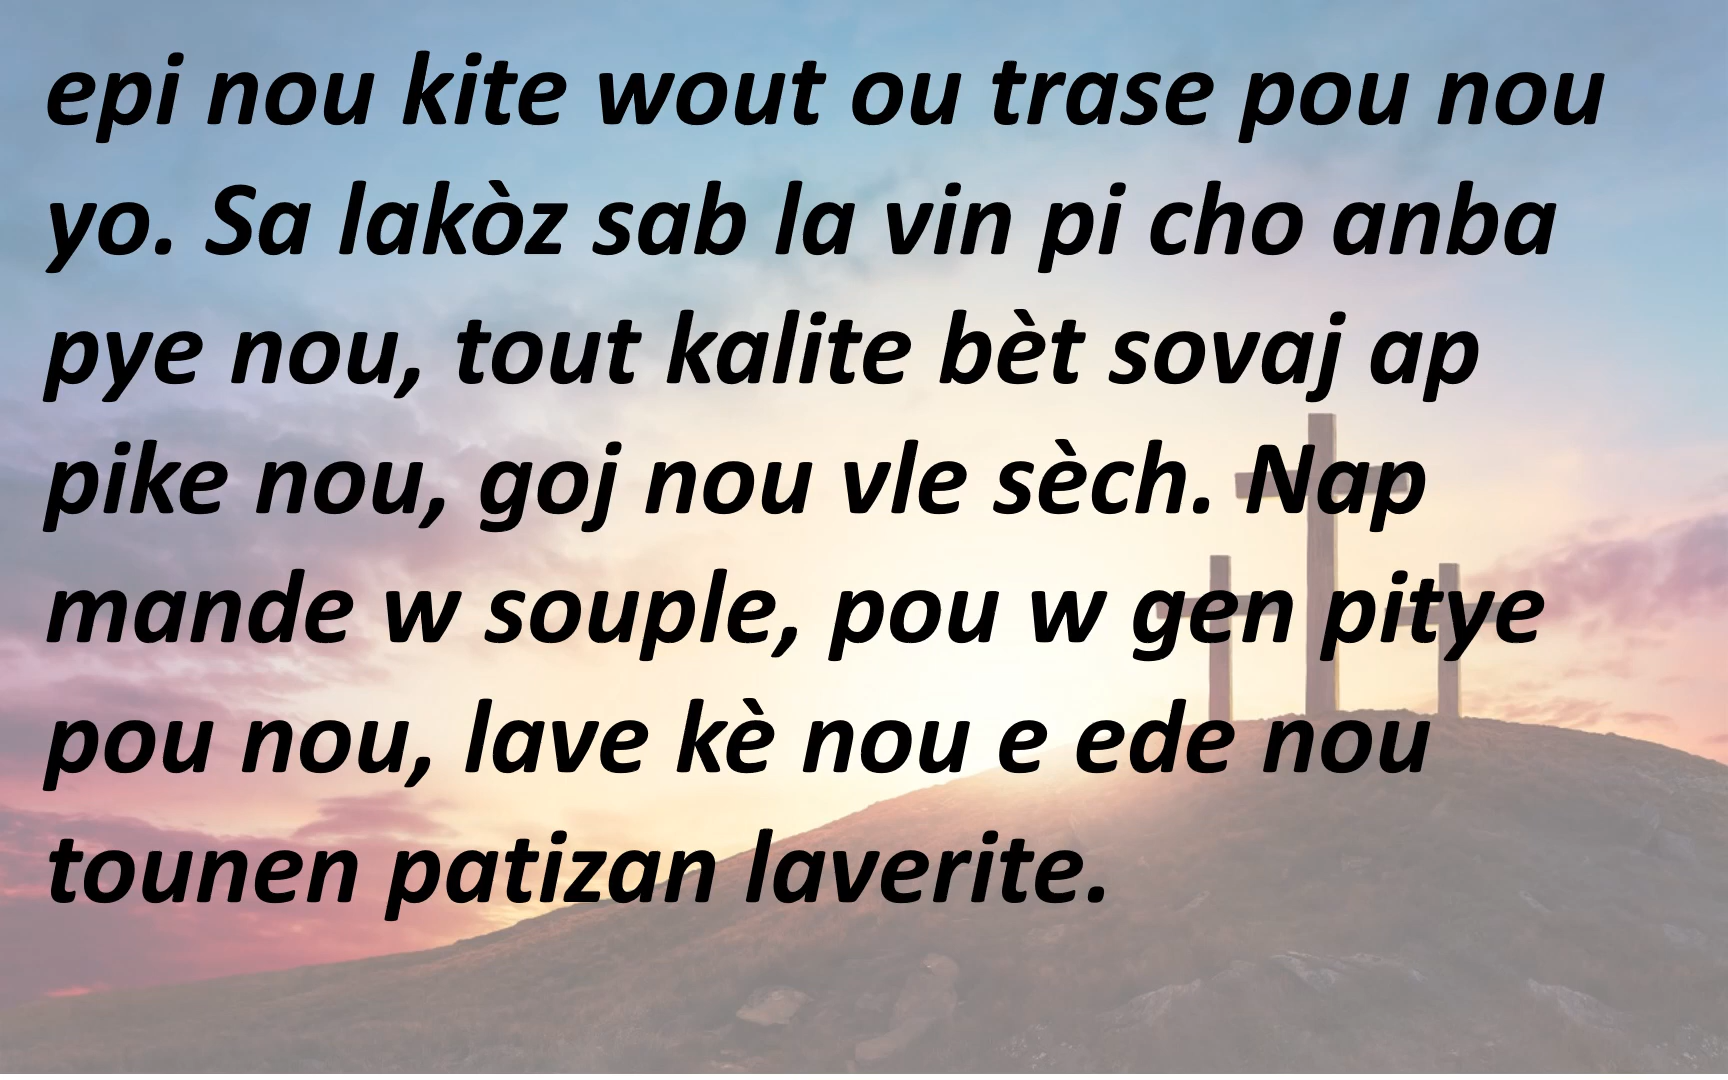 epi nou kite wout ou trase pou nou
yo. Sa lakòz sab la vin pi cho anba
pye nou, tout kalite bèt sovaj ap
pike nou, goj nou vle sèch. Nap
mande w souple, pou w gen pitye
pou nou, lave kè nou e ede nou
tounen patizan laverite.